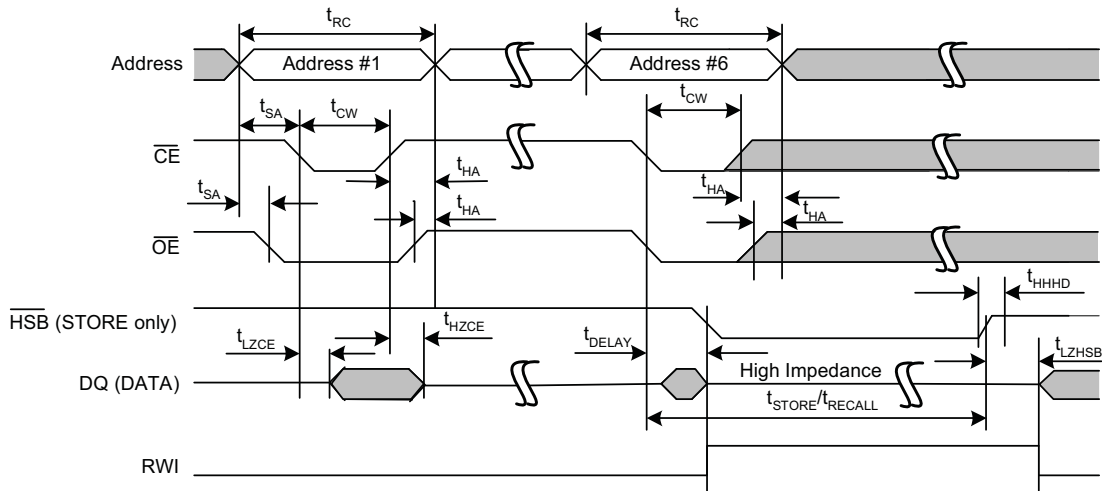 tRC
tRC
Address
Address #1
Address #6
tSA
tCW
tCW
CE
tHA
tSA
tHA
tHA
tHA
OE
tHHHD
HSB (STORE only)
tLZCE
tHZCE
tDELAY
tLZHSB
DQ (DATA)
High Impedance
tSTORE/tRECALL
RWI